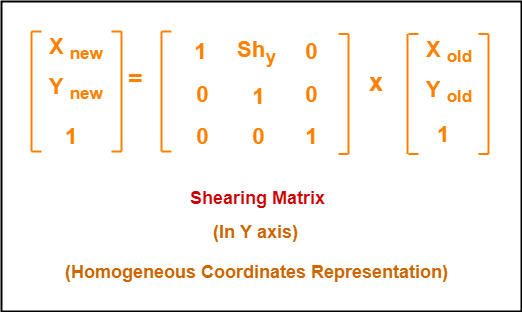 X new = 1 Sh y 0 x X old
Y new 0 1 0 Y old
1 0 0 1 1
Shearing Matrix
(In Y axis)
(Homogeneous Coordinates Representation)